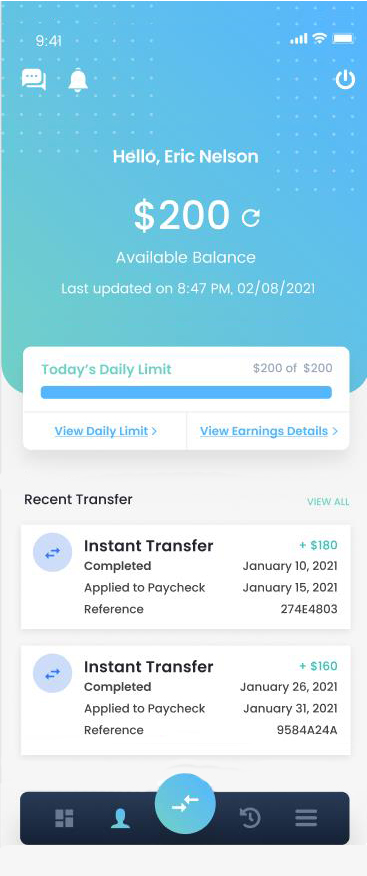 9:41
Hello, Eric Nelson
$200
Available Balance
Last updated on 8:47 PM, 02/08/2021
Today's Daily Limit $200 of $200
View Daily Limit > View Earnings Details >
Recent Transfer VIEW ALL
Instant Transfer + $180
Completed January 10, 2021
Applied to Paycheck January 15, 2021
Reference 274E4803
Instant Transfer + $160
Completed January 26, 2021
Applied to Paycheck January 31, 2021
Reference 9584A24A